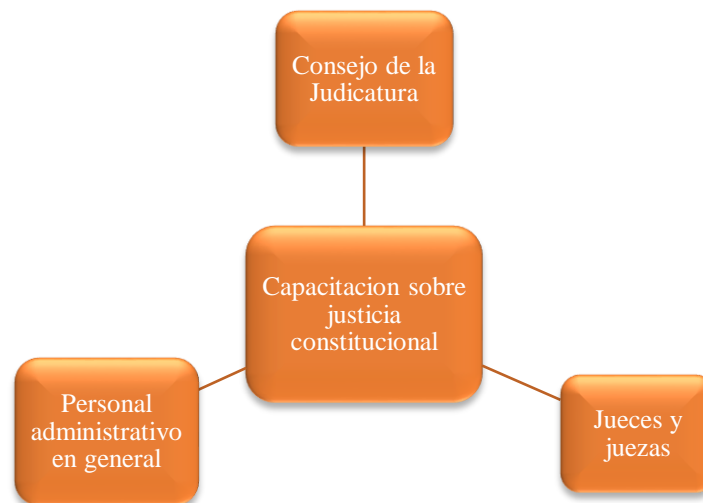 Consejo de la
Judicatura
Capacitacion sobre
justicia
constitucional
Personal
administrativo
en general
Jueces y
juezas